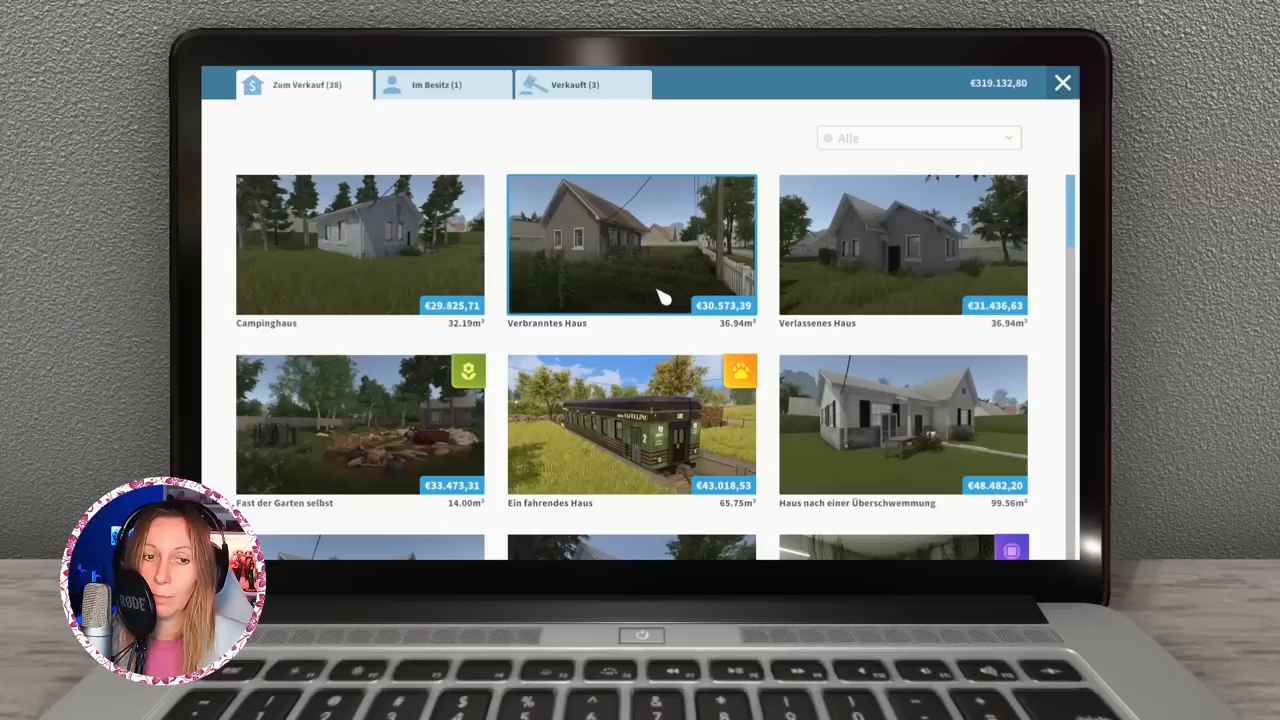 Zum Verkauf (38)
Im Besitz (1)
Verkauft (3)
€319.132,80
Alle
€29.825,71
€30.573,39
€31.436,63
Campinghaus
32.19m²
Verbranntes Haus
36.94m²
Verlassenes Haus
36.94m²
€33.473,31
€43.018,53
€48.482,20
Fast der Garten selbst
14.00m²
Ein fahrendes Haus
65.75m²
Haus nach einer Überschwemmung
99.56m²
RØDE